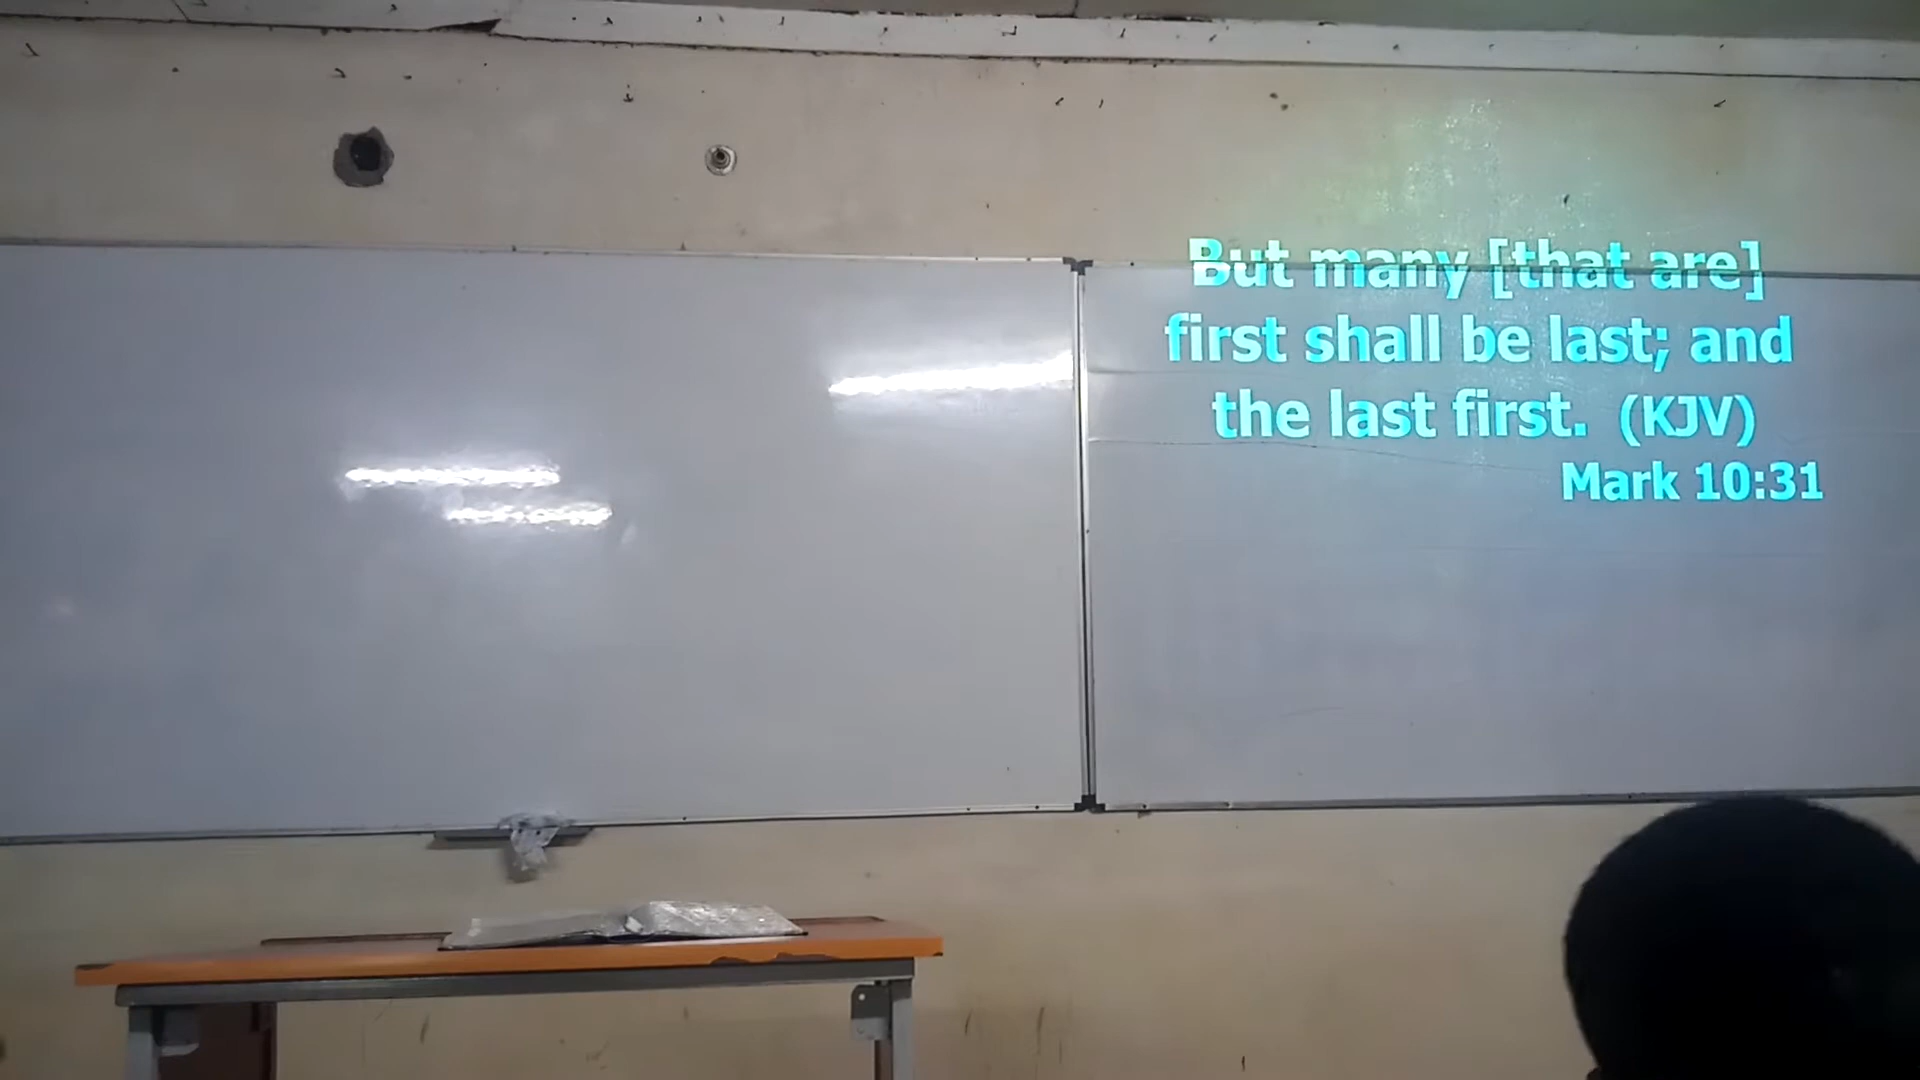 But many [that are]
first shall be last; and
the last first. (KJV)
Mark 10:31